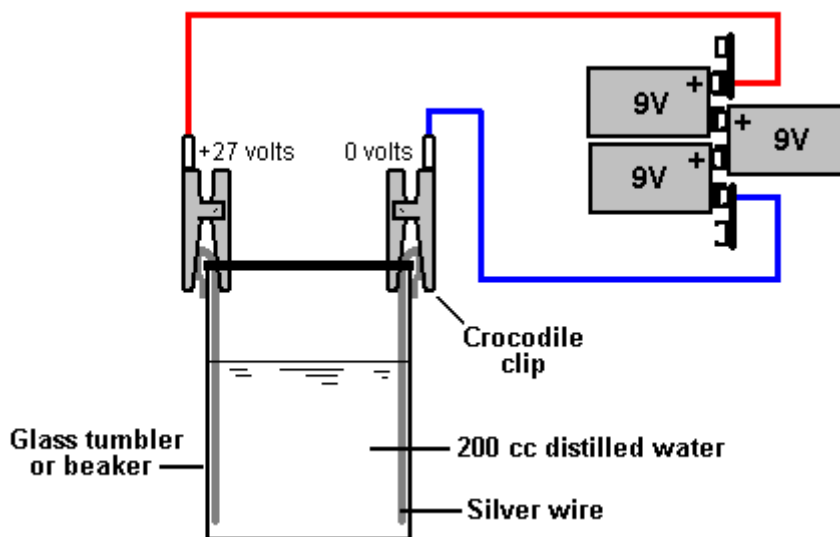 +27 volts
0 volts
+
9V
+
9V
+
9V
Crocodile
clip
Glass tumbler
or beaker
200 cc distilled water
Silver wire